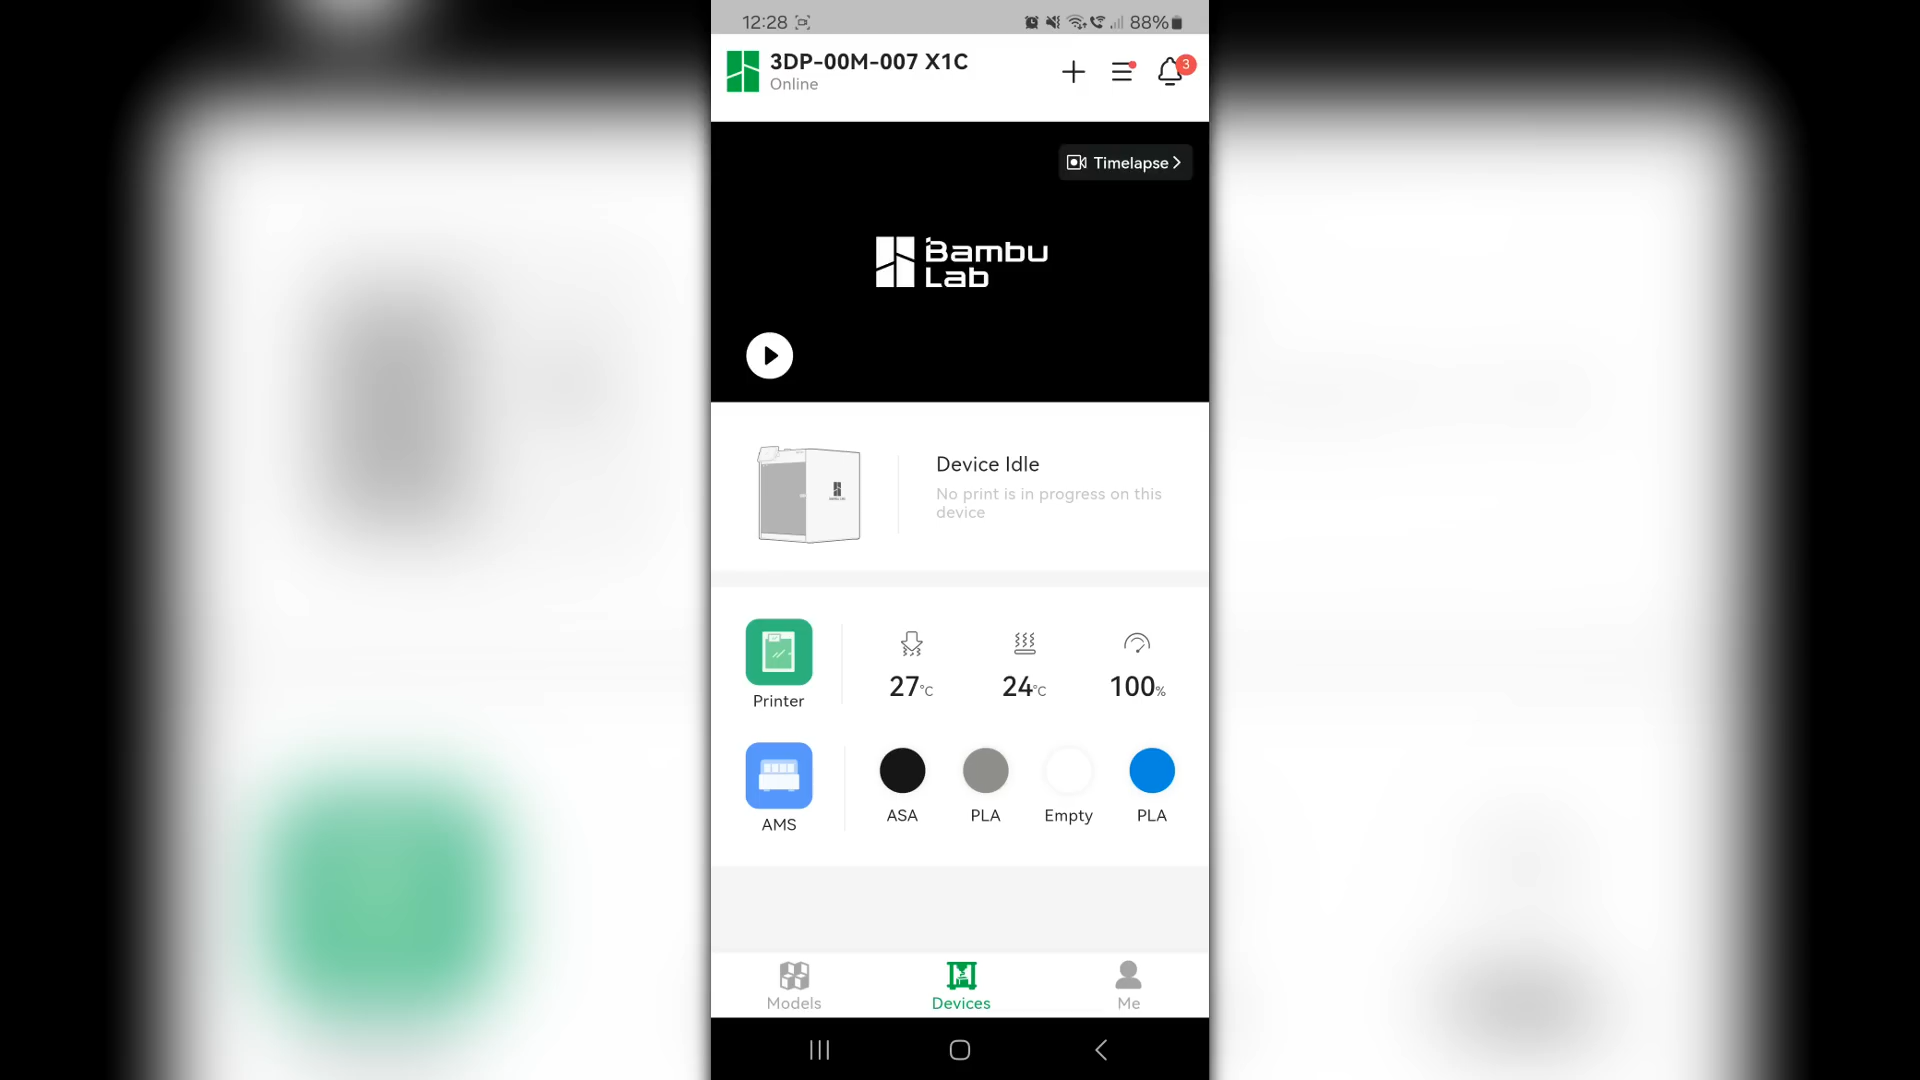 12:28
88%
3DP-00M-007 X1C
3
Online
Timelapse
Bambu
Lab
Device Idle
No print is in progress on this
device
27°C
24°C
100%
Printer
ASA
PLA
Empty
PLA
AMS
Models
Devices
Me